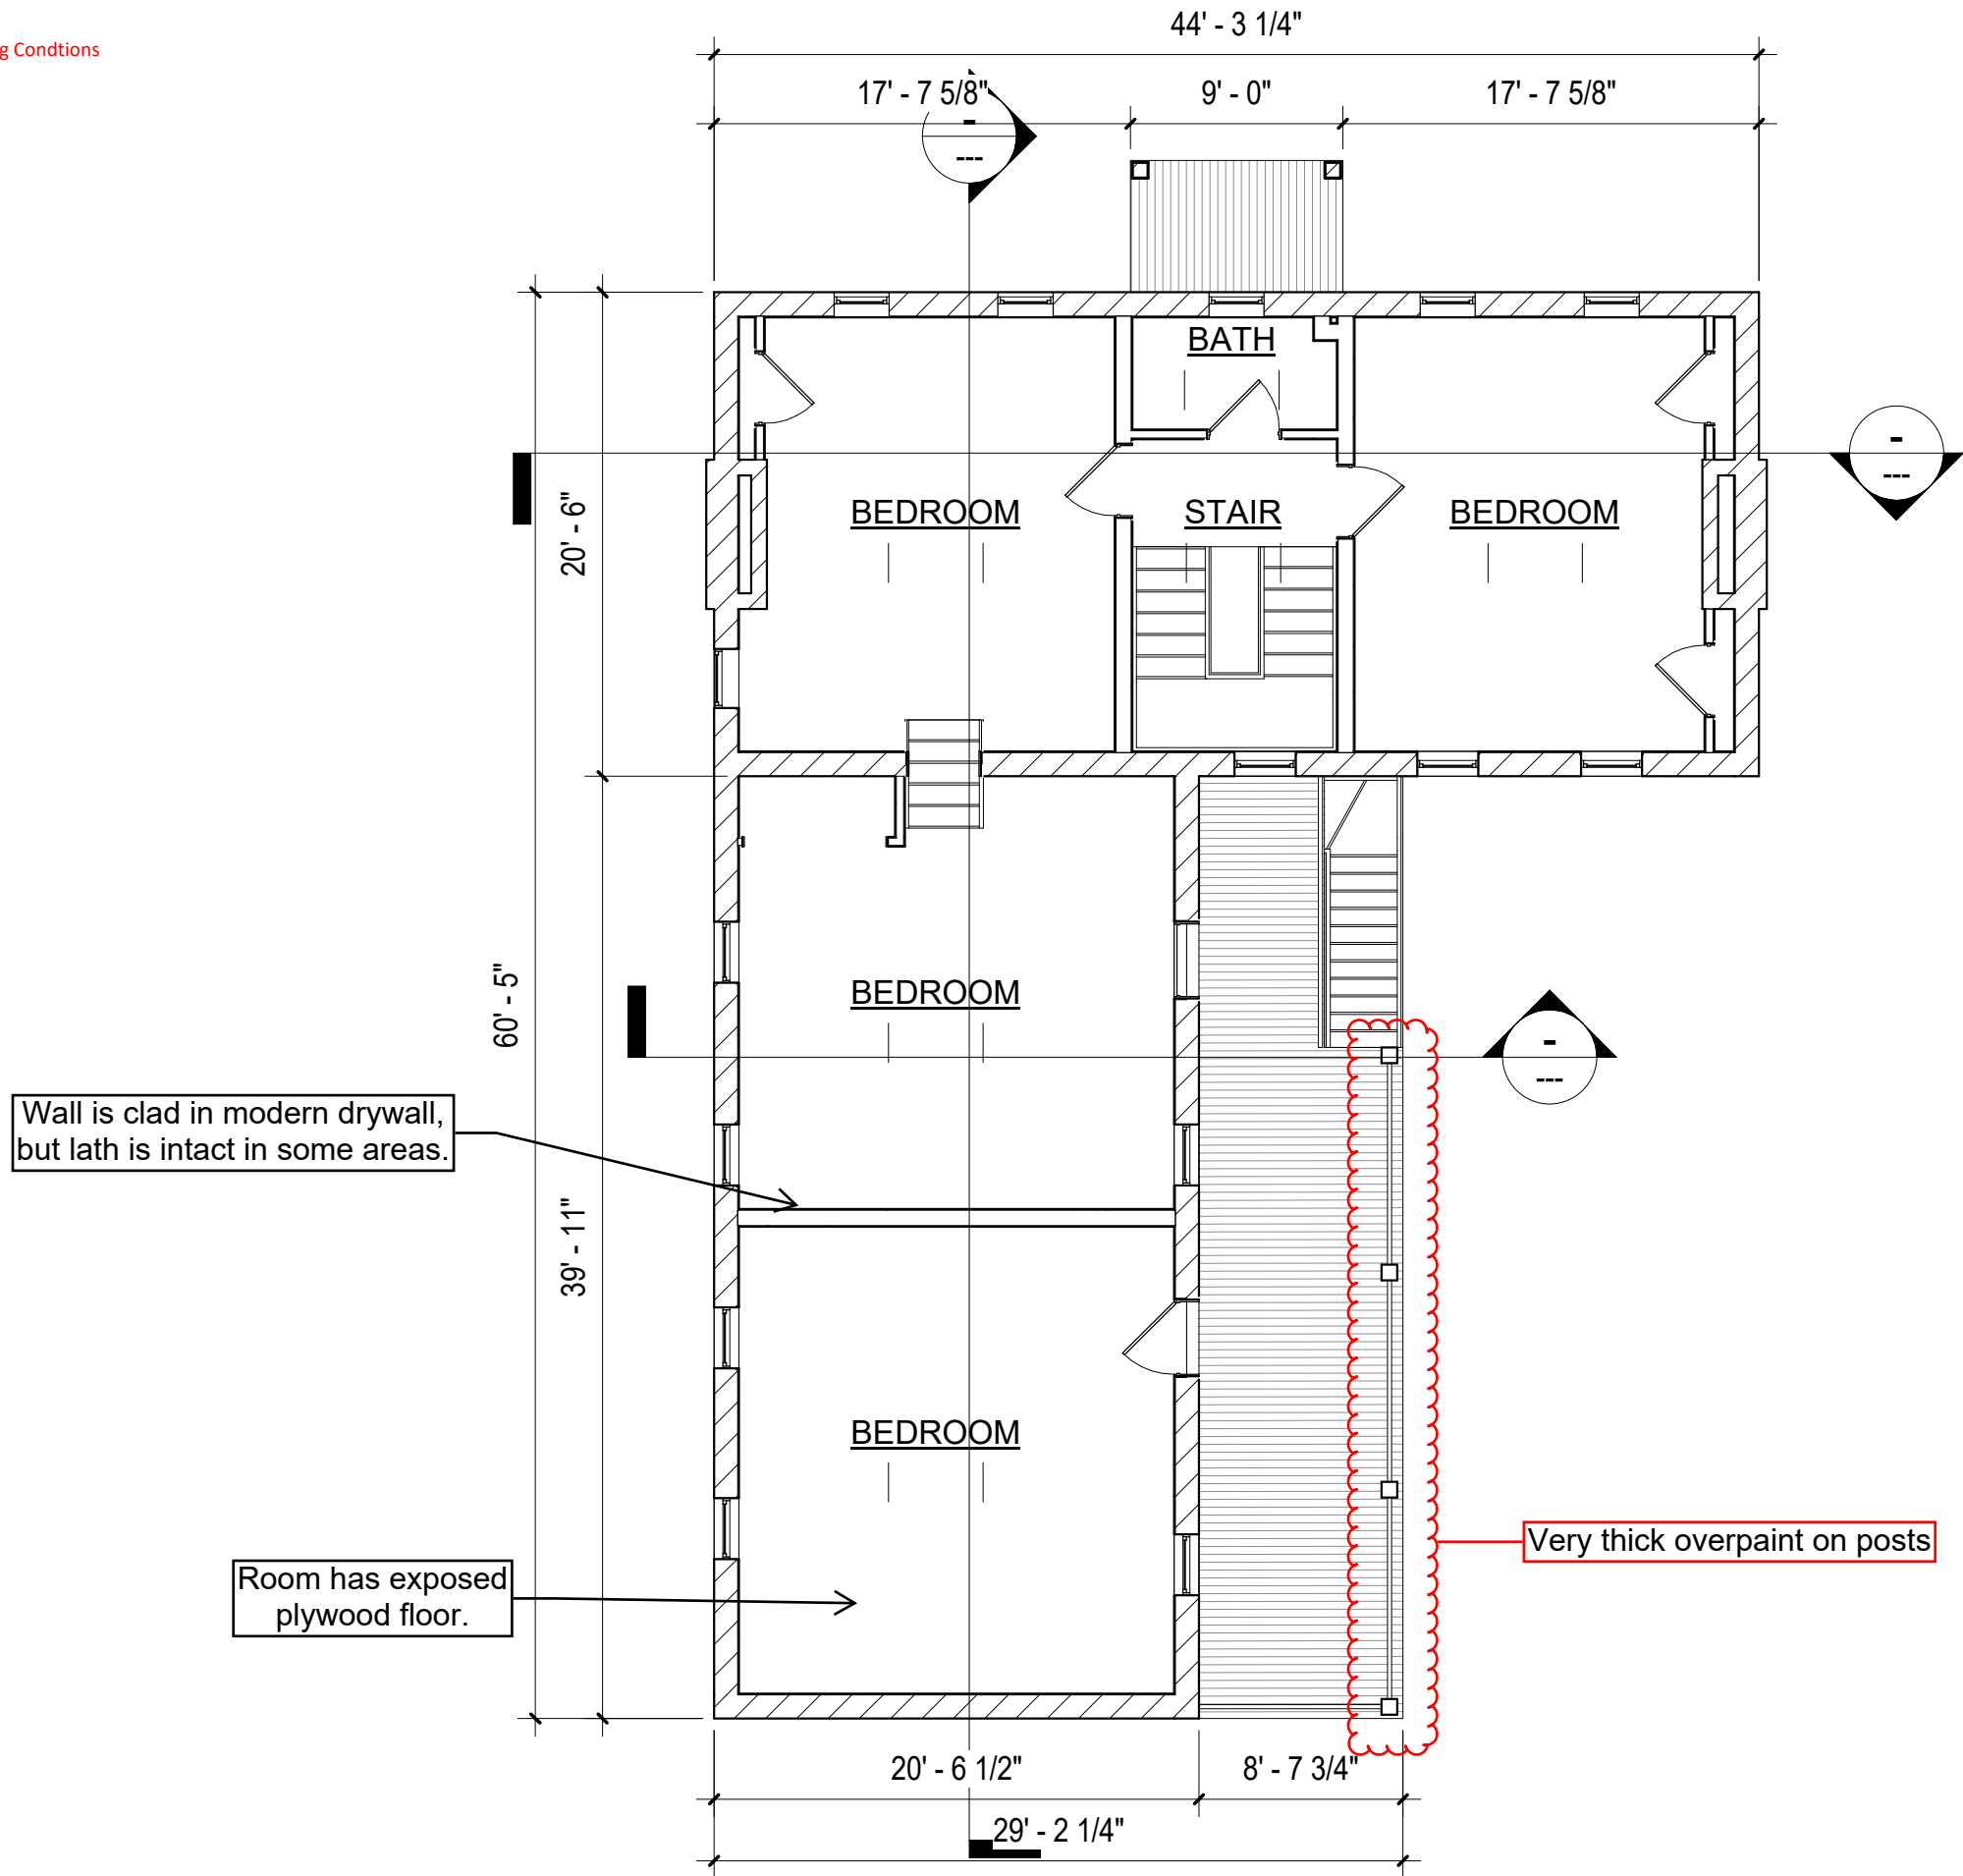 44' - 3 1/4"
g Condtions
17' - 7 5/8"
9' - 0"
17' - 7 5/8"
-
---
BATH
-
---
BEDROOM
STAIR
BEDROOM
20' - 6"
60' - 5"
BEDROOM
-
---
Wall is clad in modern drywall,
but lath is intact in some areas.
39' - 11"
BEDROOM
Very thick overpaint on posts
Room has exposed
plywood floor.
20' - 6 1/2"
8' - 7 3/4"
29' - 2 1/4"